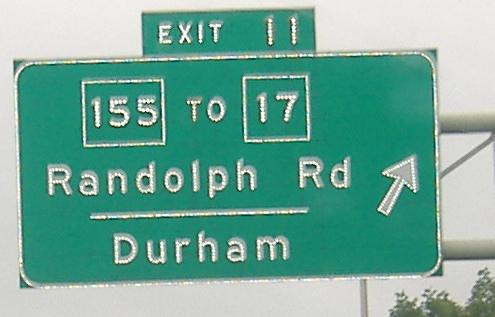 EXIT 11
155 TO 17
Randolph Rd
Durham